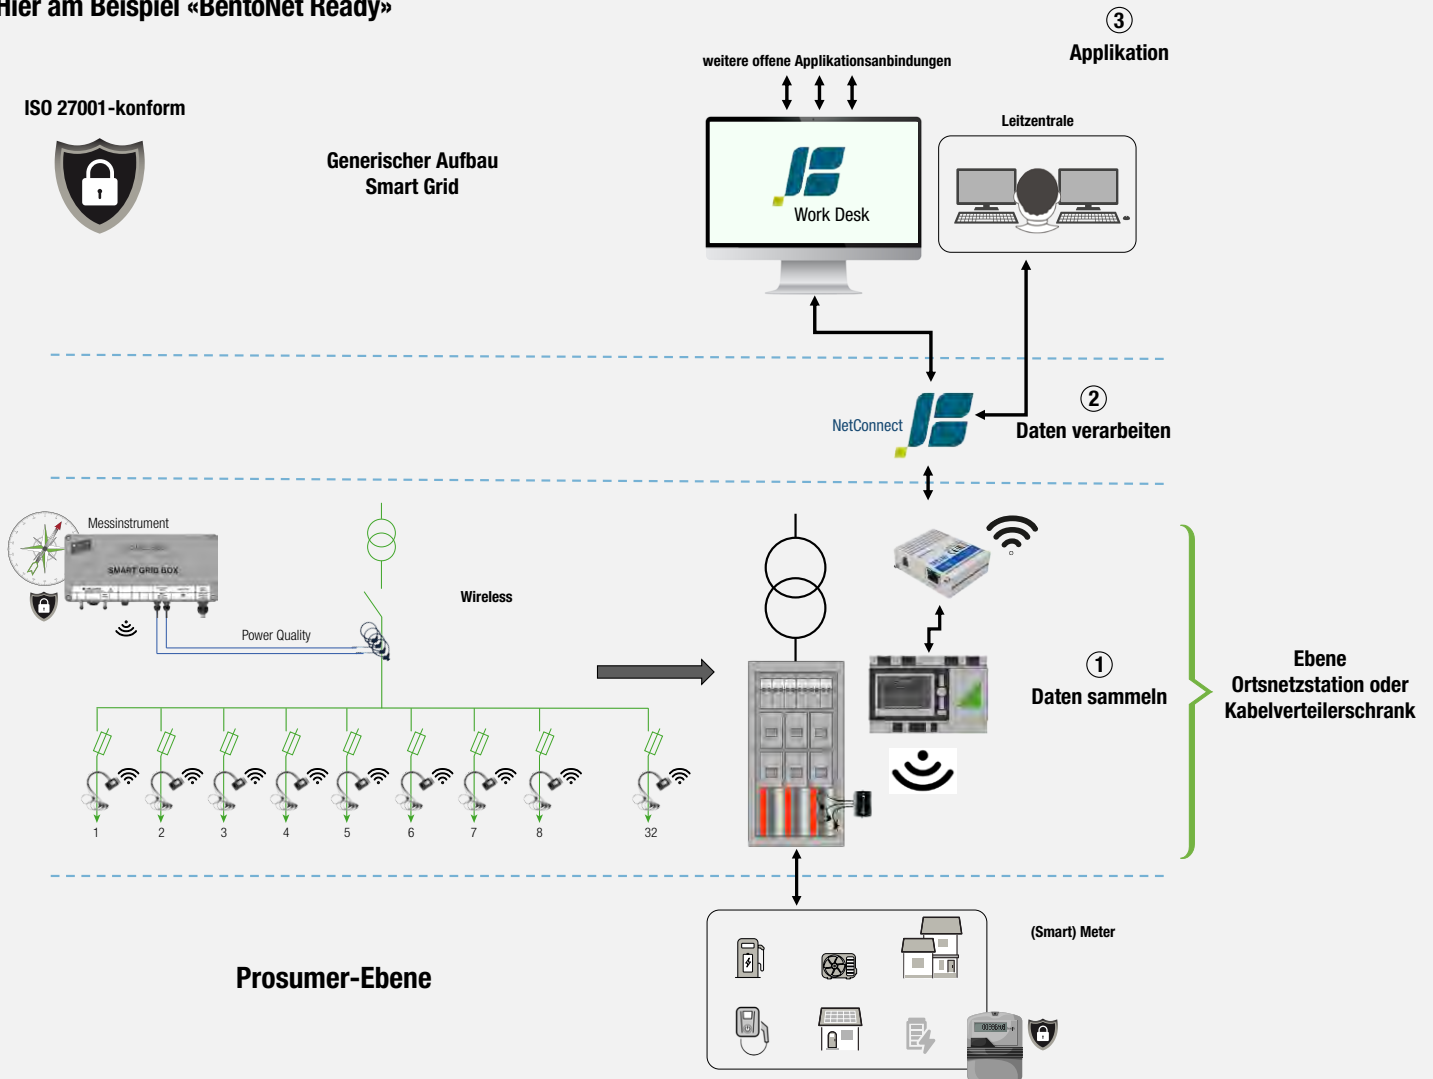 Hier am Beispiel «BentoNet Ready»
3
Applikation
weitere offene Applikationsanbindungen
ISO 27001-konform
Leitzentrale
Generischer Aufbau
Smart Grid
Work Desk
2
NetConnect
Daten verarbeiten
Messinstrument
SMART GRID BOX
Wireless
Power Quality
1
Daten sammeln
Ebene
Ortsnetzstation oder
Kabelverteilerschrank
1
2
3
4
5
6
7
8
32
(Smart) Meter
Prosumer-Ebene